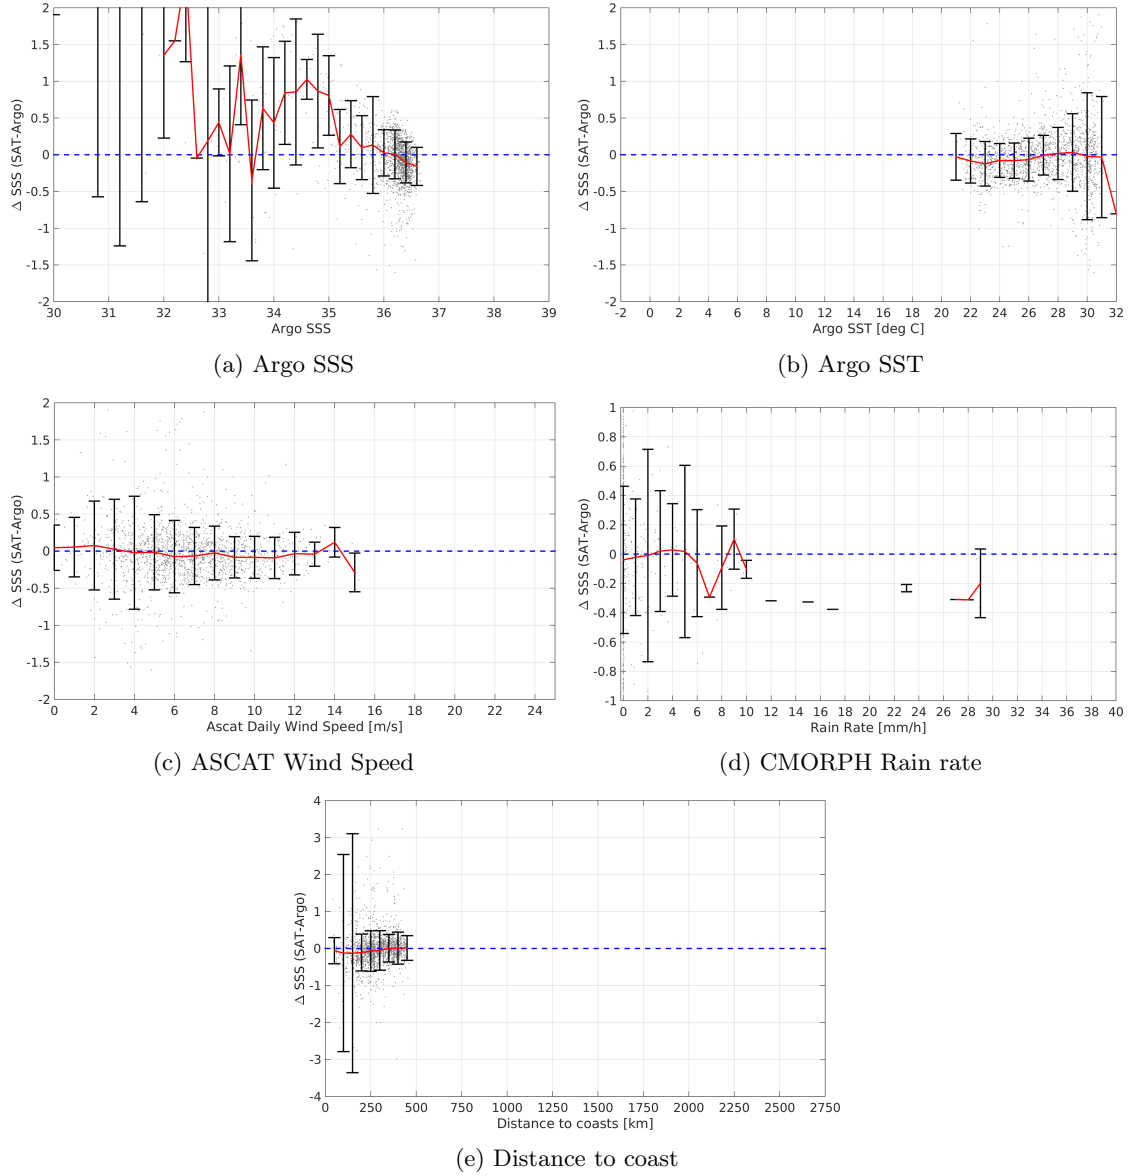 2
1.5
1
0.5
0
-0.5
-1
-1.5
-2
Δ SSS (SAT-Argo)
30 31 32 33 34 35 36 37 38 39
Argo SSS
(a) Argo SSS
2
1.5
1
0.5
0
-0.5
-1
-1.5
-2
Δ SSS (SAT-Argo)
-2 0 2 4 6 8 10 12 14 16 18 20 22 24 26 28 30 32
Argo SST [deg C]
(b) Argo SST
2
1.5
1
0.5
0
-0.5
-1
-1.5
-2
Δ SSS (SAT-Argo)
0 2 4 6 8 10 12 14 16 18 20 22 24
Ascat Daily Wind Speed [m/s]
(c) ASCAT Wind Speed
1
0.8
0.6
0.4
0.2
0
-0.2
-0.4
-0.6
-0.8
-1
Δ SSS (SAT-Argo)
0 2 4 6 8 10 12 14 16 18 20 22 24 26 28 30 32 34 36 38 40
Rain Rate [mm/h]
(d) CMORPH Rain rate
4
3
2
1
0
-1
-2
-3
-4
Δ SSS (SAT-Argo)
0 250 500 750 1000 1250 1500 1750 2000 2250 2500 2750
Distance to coasts [km]
(e) Distance to coast